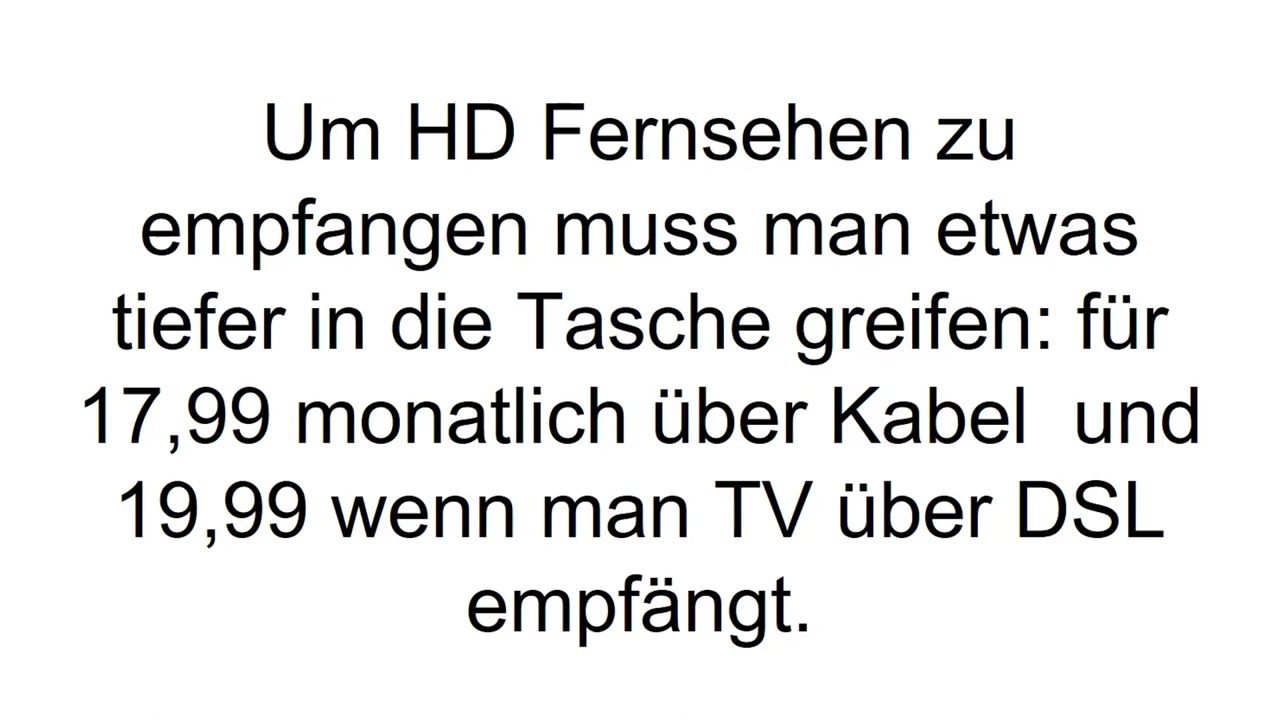 Um HD Fernsehen zu
empfangen muss man etwas
tiefer in die Tasche greifen: für
17,99 monatlich über Kabel  und
19,99 wenn man TV über DSL
empfängt.